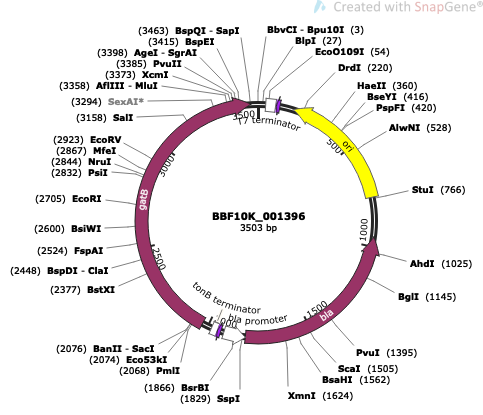 Created with SnapGene®
(3463) BspQI - SapI
(3415) BspEI
(3398) AgeI - SgrAI
(3385) PvuII
(3373) XcmI
(3358) AflIII - MluI
(3294) SexAI*
(3158) SalI
(2923) EcoRV
(2867) MfeI
(2844) NruI
(2832) PsiI
(2705) EcoRI
(2600) BsiWI
(2524) FspAI
(2448) BspDI - ClaI
(2377) BstXI
(2076) BanII - SacI
(2074) Eco53kI
(2068) PmlI
(1866) BsrBI
(1829) SspI
BbvCI - Bpu10I (3)
BlpI (27)
EcoO109I (54)
DrdI (220)
HaeII (360)
BseYI (416)
PspFI (420)
AlwNI (528)
StuI (766)
AhdI (1025)
BglI (1145)
PvuI (1395)
ScaI (1505)
BsaHI (1562)
XmnI (1624)
T7 terminator
ori
bla
bla promoter
tonB terminator
gatB
500
1000
1500
2000
2500
3000
3500
BBF10K_001396
3503 bp